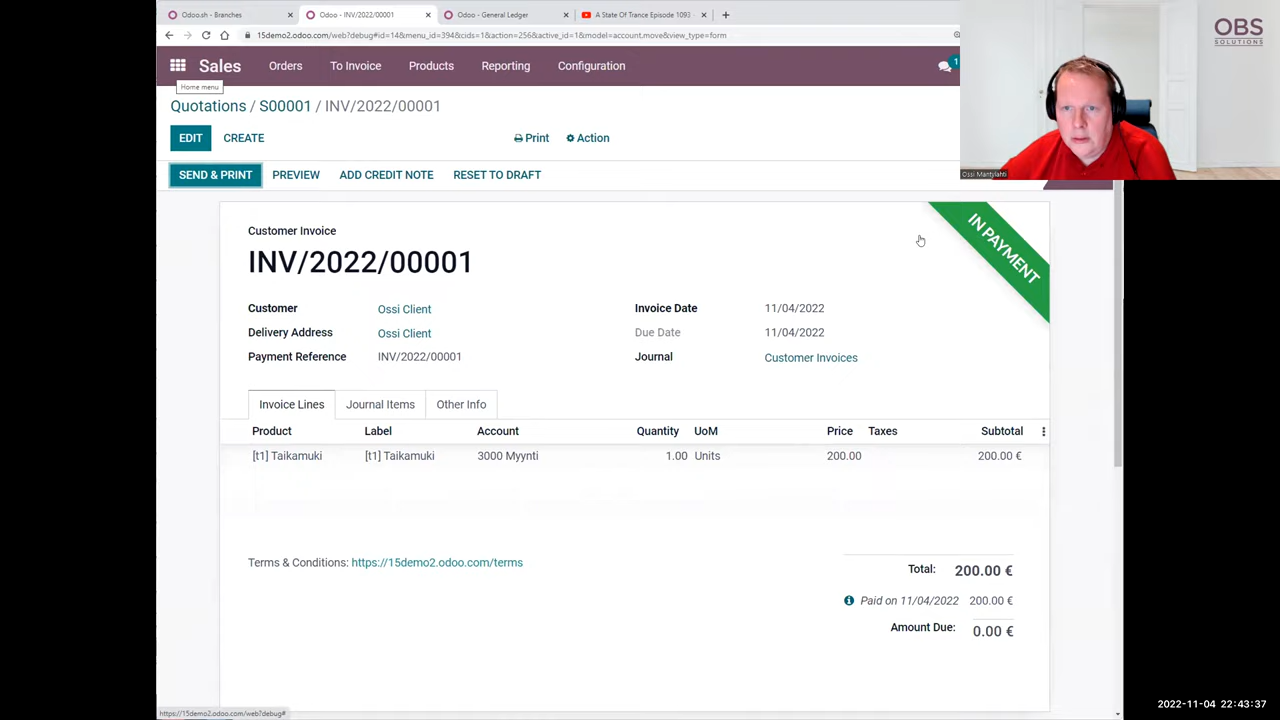 Odoo.sh - Branches
Odoo - INV/2022/00001
Odoo - General Ledger
A State Of Trance Episode 1093 -
15demo2.odoo.com/web?debug#id=14&menu_id=394&cids=1&action=256&active_id=1&model=account.move&view_type=form
OBS
SOLUTIONS
Sales Orders To Invoice Products Reporting Configuration 1
Home menu
Quotations / S00001 / INV/2022/00001
EDIT CREATE Print Action
Ossi Mantylahti
SEND & PRINT PREVIEW ADD CREDIT NOTE RESET TO DRAFT
IN PAYMENT
Customer Invoice
INV/2022/00001
Customer Ossi Client Invoice Date 11/04/2022
Delivery Address Ossi Client Due Date 11/04/2022
Payment Reference INV/2022/00001 Journal Customer Invoices
Invoice Lines Journal Items Other Info
Product Label Account Quantity UoM Price Taxes Subtotal
[t1] Taikamuki [t1] Taikamuki 3000 Myynti 1.00 Units 200.00 200.00 €
Terms & Conditions: https://15demo2.odoo.com/terms
Total: 200.00 €
Paid on 11/04/2022 200.00 €
Amount Due: 0.00 €
https://15demo2.odoo.com/web?debug#
2022-11-04 22:43:37